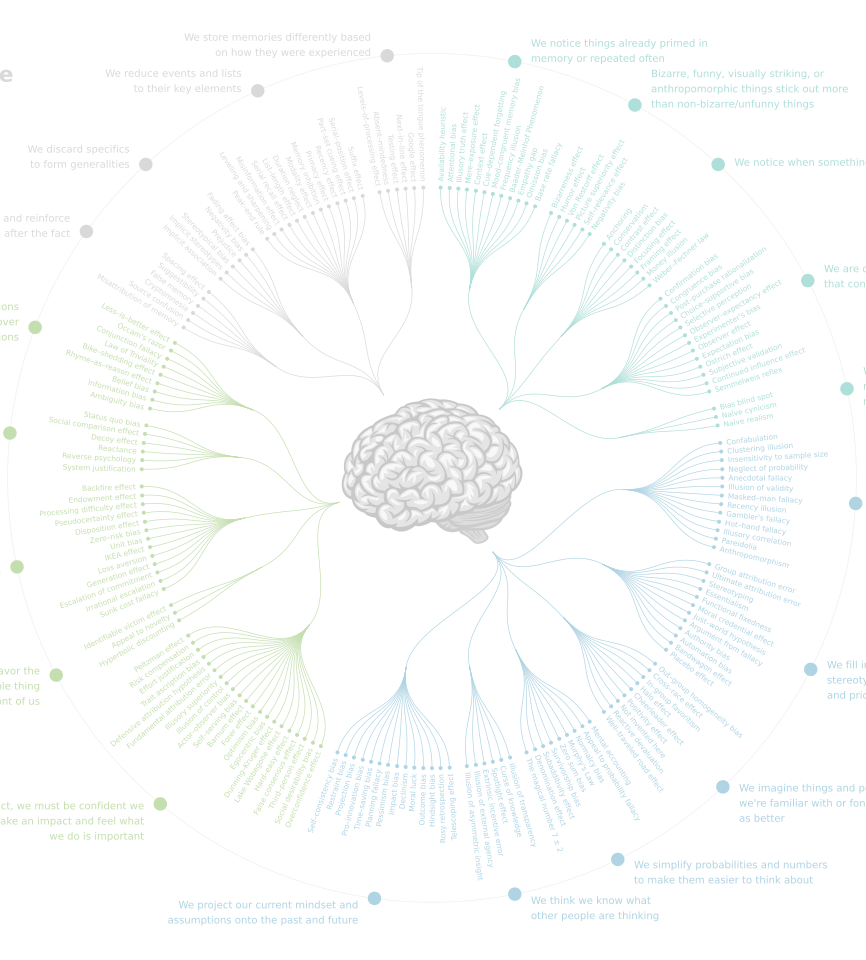 e
We store memories differently based
on how they were experienced
We reduce events and lists
to their key elements
We discard specifics
to form generalities
and reinforce
after the fact
ions
over
ions
avor the
ble thing
ont of us
ct, we must be confident we
ake an impact and feel what
we do is important
We project our current mindset and
assumptions onto the past and future
We think we know what
other people are thinking
We simplify probabilities and numbers
to make them easier to think about
We imagine things and p
we're familiar with or fon
as better
We fill in
stereoty
and prio
We are d
that con
We notice when somethin
Bizarre, funny, visually striking, or
anthropomorphic things stick out more
than non-bizarre/unfunny things
We notice things already primed in
memory or repeated often
Availability heuristic
Attentional bias
Illusory truth effect
Mere-exposure effect
Context effect
Cue-dependent forgetting
Mood-congruent memory bias
Frequency illusion
Baader-Meinhof Phenomenon
Empathy gap
Omission bias
Base rate fallacy
Bizarreness effect
Humor effect
Von Restorff effect
Picture superiority effect
Self-relevance effect
Negativity bias
Anchoring
Conservatism
Contrast effect
Distinction bias
Focusing effect
Framing effect
Money illusion
Weber-Fechner law
Confirmation bias
Congruence bias
Post-purchase rationalization
Choice-supportive bias
Selective perception
Observer-expectancy effect
Experimenter's bias
Observer effect
Expectation bias
Ostrich effect
Subjective validation
Continued influence effect
Semmelweis reflex
Bias blind spot
Naïve cynicism
Naïve realism
Confabulation
Clustering illusion
Insensitivity to sample size
Neglect of probability
Anecdotal fallacy
Illusion of validity
Masked-man fallacy
Recency illusion
Gambler's fallacy
Hot-hand fallacy
Illusory correlation
Pareidolia
Anthropomorphism
Group attribution error
Ultimate attribution error
Stereotyping
Essentialism
Functional fixedness
Moral credential effect
Just-world hypothesis
Argument from fallacy
Authority bias
Automation bias
Bandwagon effect
Placebo effect
Out-group homogeneity bias
Cross-race effect
In-group favoritism
Halo effect
Cheerleader effect
Positivity effect
Not invented here
Reactive devaluation
Well-traveled road effect
Mental accounting
Appeal to probability fallacy
Normalcy bias
Murphy's Law
Zero sum bias
Survivorship bias
Subadditivity effect
Denomination effect
The magical number 7 ± 2
Illusion of transparency
Curse of knowledge
Spotlight effect
Extrinsic incentive error
Illusion of external agency
Illusion of asymmetric insight
Telescoping effect
Rosy retrospection
Hindsight bias
Outcome bias
Moral luck
Declinism
Impact bias
Pessimism bias
Planning fallacy
Time-saving bias
Pro-innovation bias
Projection bias
Restraint bias
Self-consistency bias
Overconfidence effect
Social desirability bias
Third-person effect
False consensus effect
Hard-easy effect
Lake Wobegone effect
Dunning-Kruger effect
Egocentric bias
Optimism bias
Forer effect
Barnum effect
Self-serving bias
Actor-observer bias
Illusion of control
Illusory superiority
Fundamental attribution error
Defensive attribution hypothesis
Trait ascription bias
Effort justification
Risk compensation
Peltzman effect
Hyperbolic discounting
Appeal to novelty
Identifiable victim effect
Sunk cost fallacy
Irrational escalation
Escalation of commitment
Generation effect
Loss aversion
IKEA effect
Unit bias
Zero-risk bias
Disposition effect
Pseudocertainty effect
Processing difficulty effect
Endowment effect
Backfire effect
System justification
Reverse psychology
Reactance
Decoy effect
Social comparison effect
Status quo bias
Ambiguity bias
Information bias
Belief bias
Rhyme-as-reason effect
Bike-shedding effect
Law of Triviality
Conjunction fallacy
Occam's razor
Less-is-better effect
Misattribution of memory
Source confusion
Cryptomnesia
False memory
Suggestibility
Spacing effect
Implicit associations
Implicit stereotypes
Stereotypical bias
Prejudice
Negativity bias
Fading affect bias
Peak-end rule
Leveling and sharpening
Misinformation effect
Serial recall effect
List-length effect
Duration neglect
Modality effect
Memory inhibition
Primacy effect
Recency effect
Part-set cueing effect
Serial-position effect
Suffix effect
Levels-of-processing effect
Absent-mindedness
Testing effect
Next-in-line effect
Google effect
Tip of the tongue phenomenon